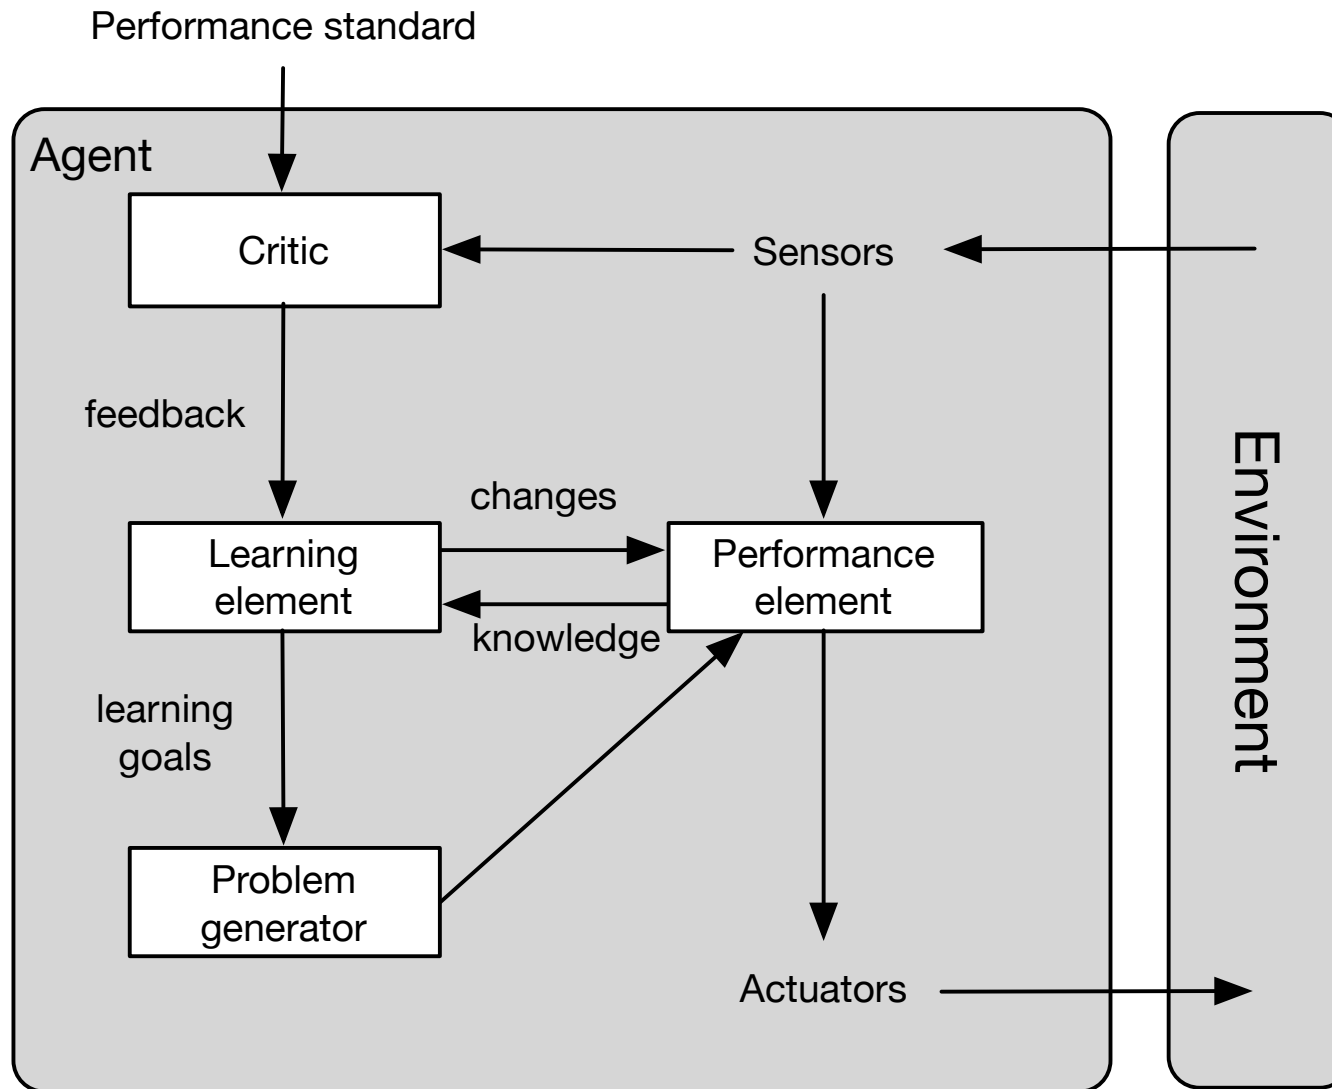 Performance standard
Agent
Critic
Sensors
feedback
changes
Learning
element
Performance
element
knowledge
learning
goals
Problem
generator
Actuators
Environment